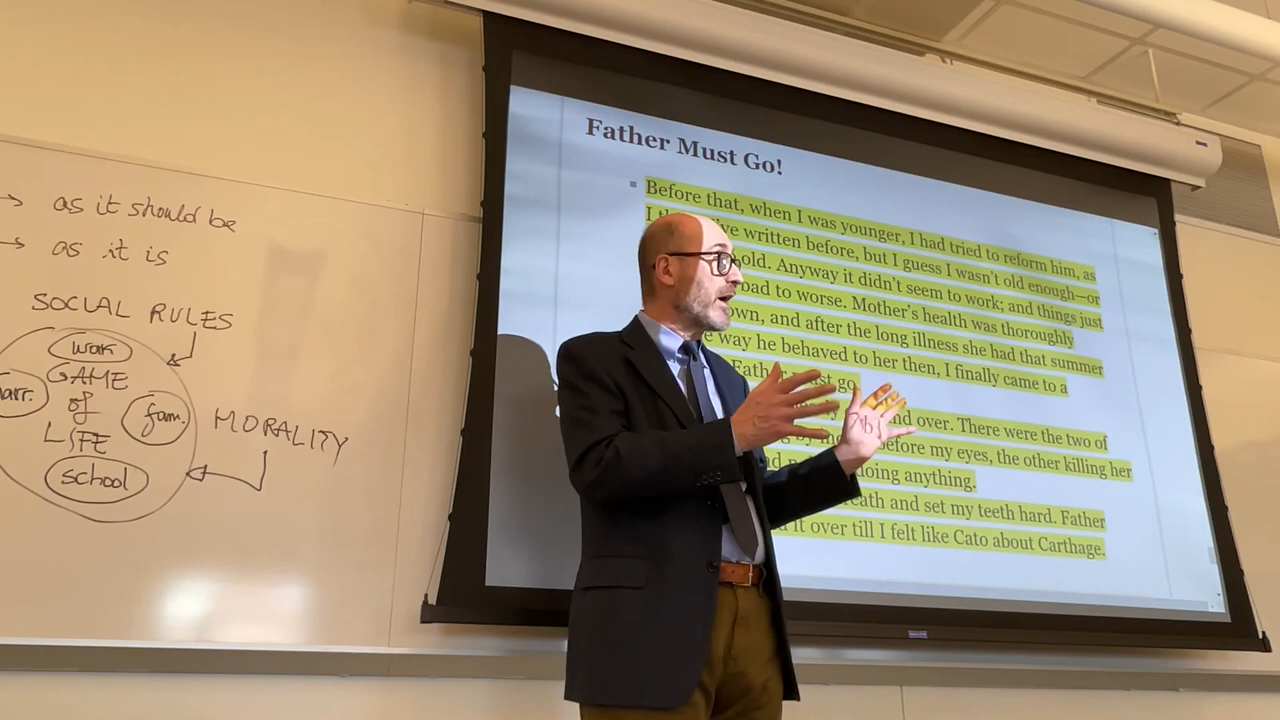 → as it should be
→ as it is
SOCIAL RULES
work
GAME
of
LIFE
fam.
school
MORALITY
Father Must Go!
Before that, when I was younger, I had tried to reform him, as
've written before, but I guess I wasn't old enough—or
bold. Anyway it didn't seem to work; and things just
bad to worse. Mother's health was thoroughly
own, and after the long illness she had that summer
way he behaved to her then, I finally came to a
Father must go.
and over. There were the two of
before my eyes, the other killing her
doing anything.
eath and set my teeth hard. Father
it over till I felt like Cato about Carthage.